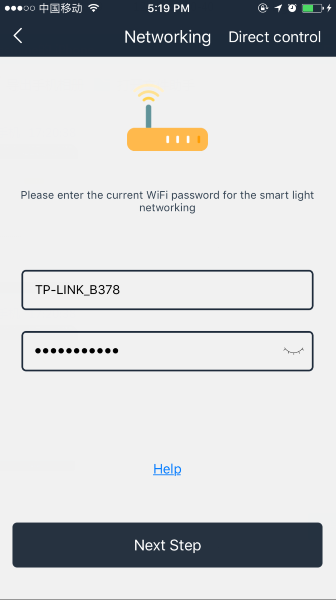 中国移动 5:19 PM
Networking Direct control
Please enter the current WiFi password for the smart light
networking
TP-LINK_B378
•••••••••••
Help
Next Step